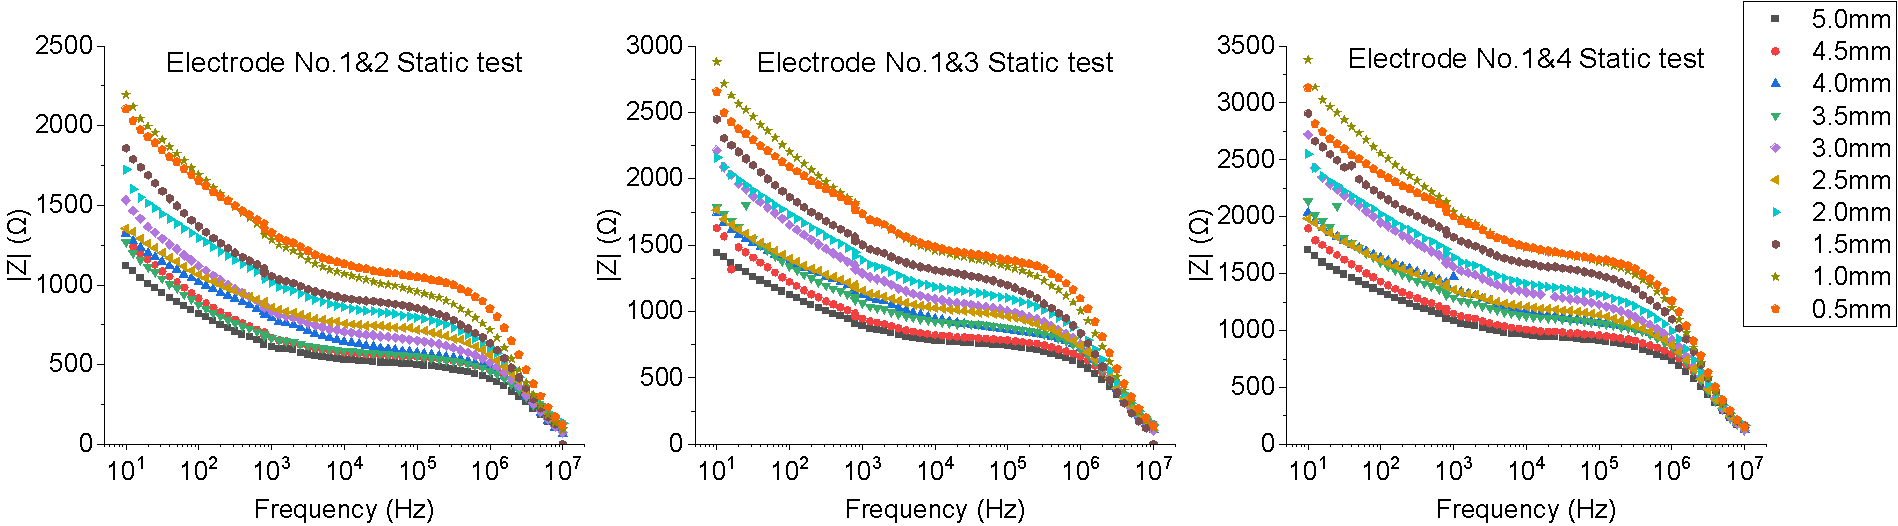 Electrode No.1&2 Static test
2500
2000
1500
1000
500
0
|Z| (Ω)
10¹ 10² 10³ 10⁴ 10⁵ 10⁶ 10⁷
Frequency (Hz)
Electrode No.1&3 Static test
3000
2500
2000
1500
1000
500
0
|Z| (Ω)
10¹ 10² 10³ 10⁴ 10⁵ 10⁶ 10⁷
Frequency (Hz)
Electrode No.1&4 Static test
3500
3000
2500
2000
1500
1000
500
0
|Z| (Ω)
10¹ 10² 10³ 10⁴ 10⁵ 10⁶ 10⁷
Frequency (Hz)
5.0mm
4.5mm
4.0mm
3.5mm
3.0mm
2.5mm
2.0mm
1.5mm
1.0mm
0.5mm